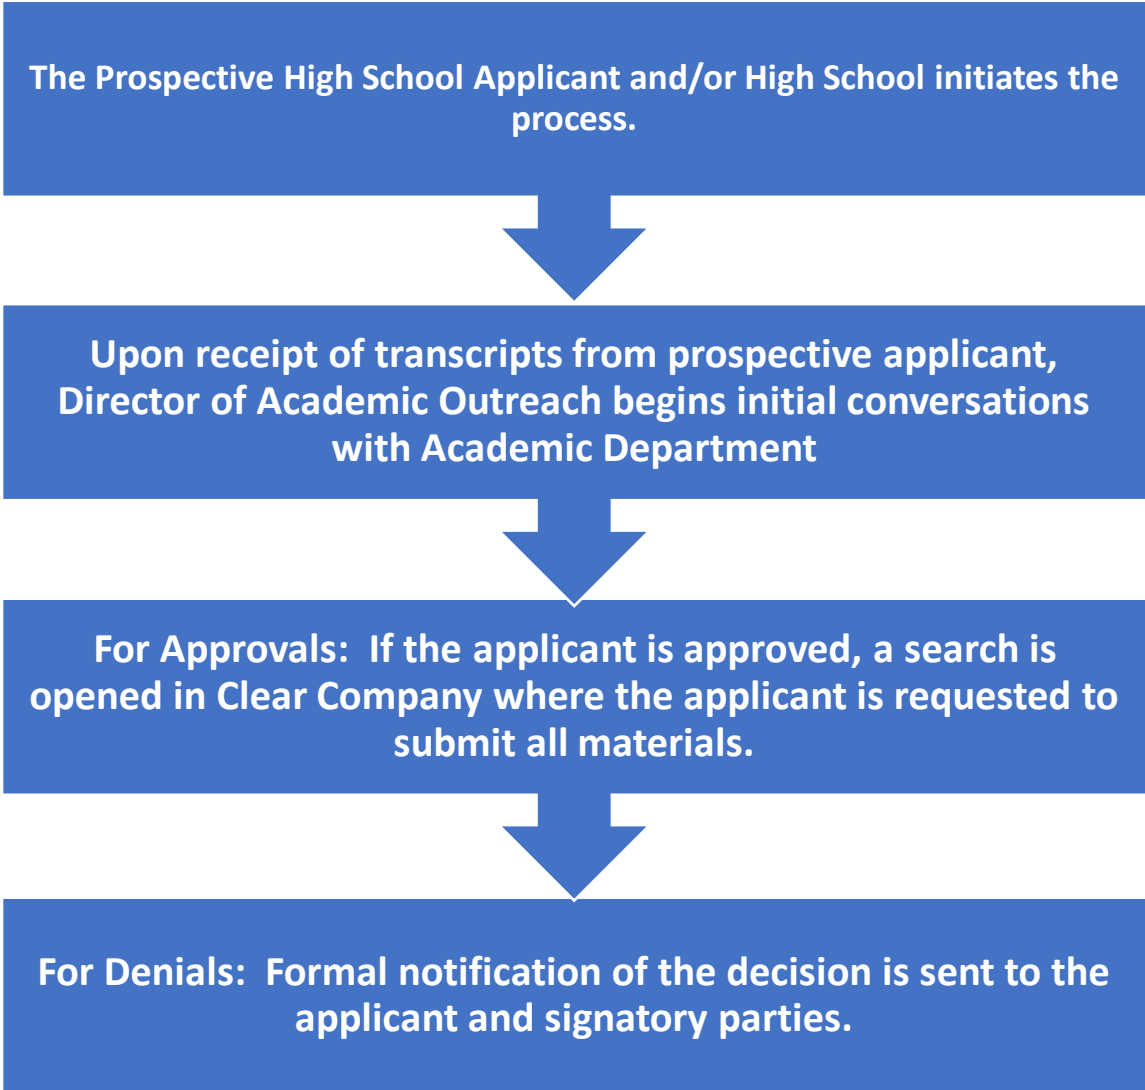 The Prospective High School Applicant and/or High School initiates the
process.
Upon receipt of transcripts from prospective applicant,
Director of Academic Outreach begins initial conversations
with Academic Department
For Approvals:  If the applicant is approved, a search is
opened in Clear Company where the applicant is requested to
submit all materials.
For Denials:  Formal notification of the decision is sent to the
applicant and signatory parties.